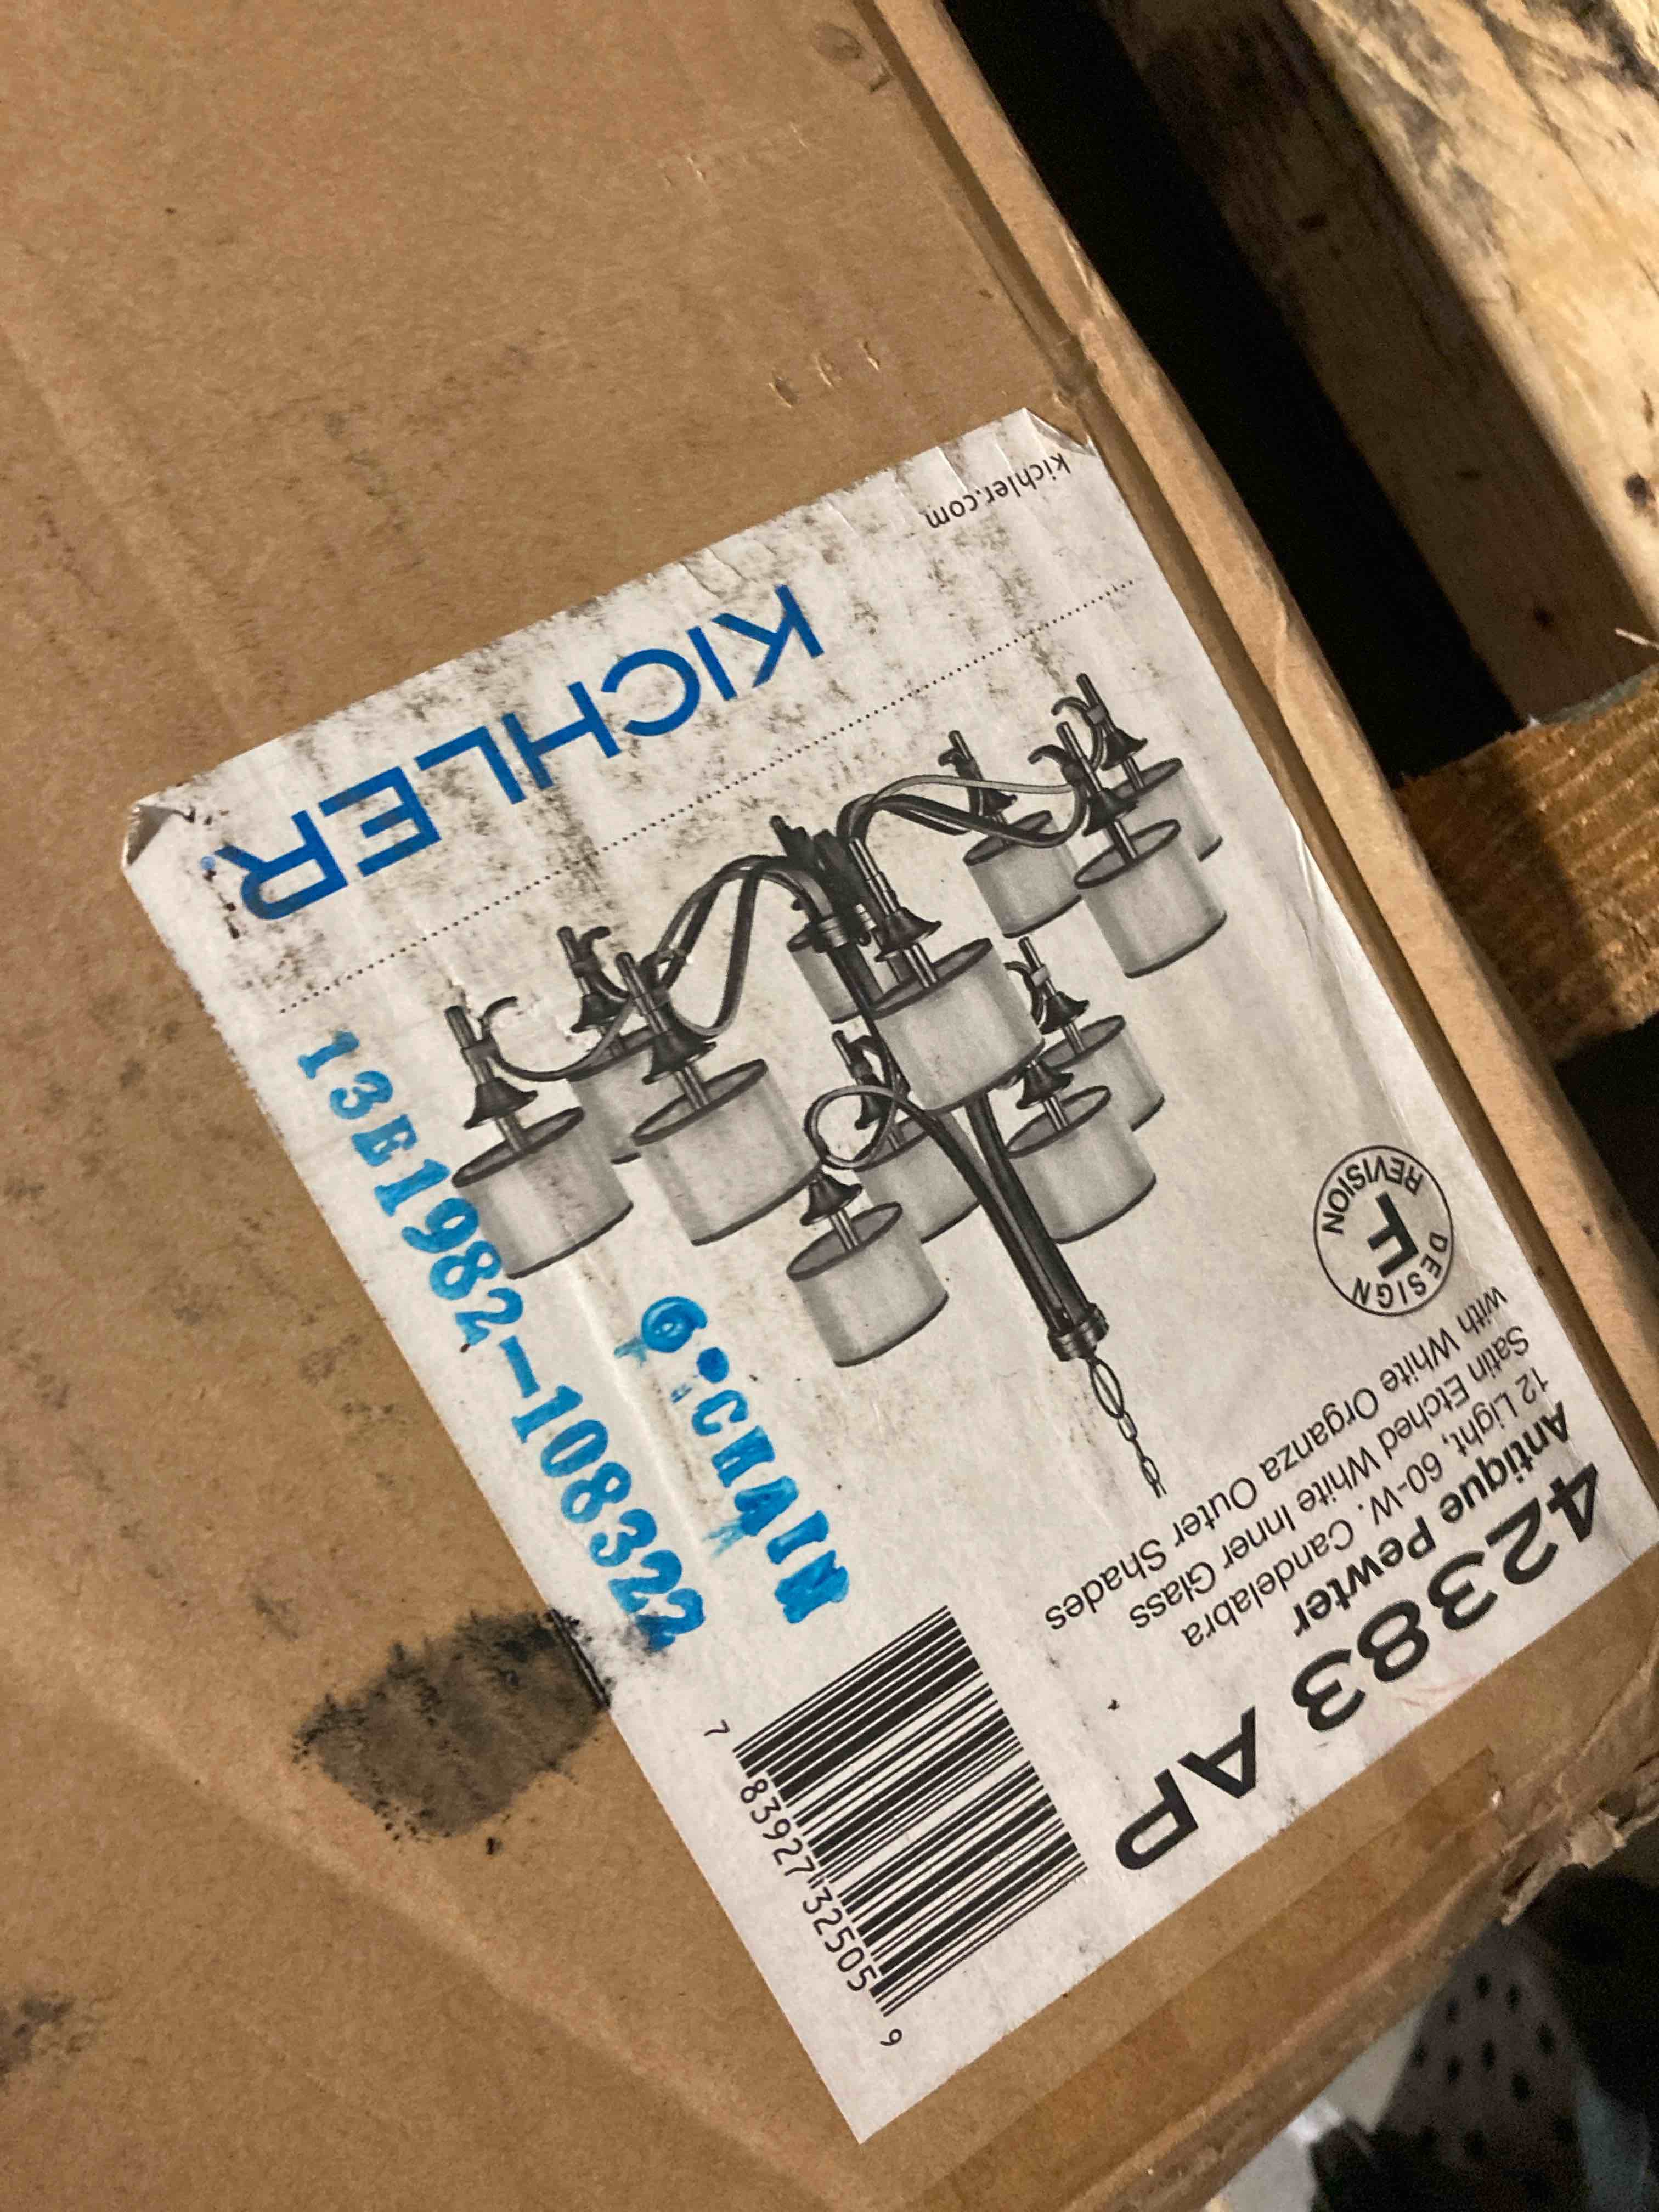 42383 AP
Antique Pewter
12 Light, 60-W. Candelabra
Satin Etched White Inner Glass
with White Organza Outer Shades
DESIGN
F
REVISION
7 83927 32505 9
6'CHAIN
13E1982-108322
KICHLER
kichler.com